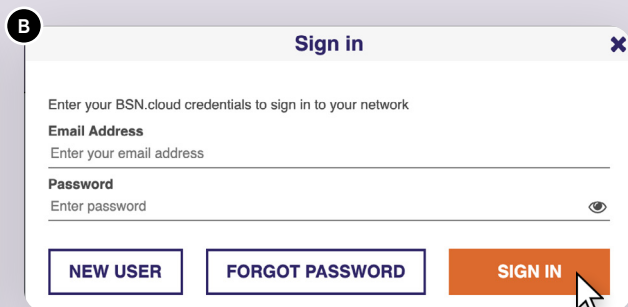 B
Sign in
Enter your BSN.cloud credentials to sign in to your network
Email Address
Enter your email address
Password
Enter password
NEW USER FORGOT PASSWORD SIGN IN